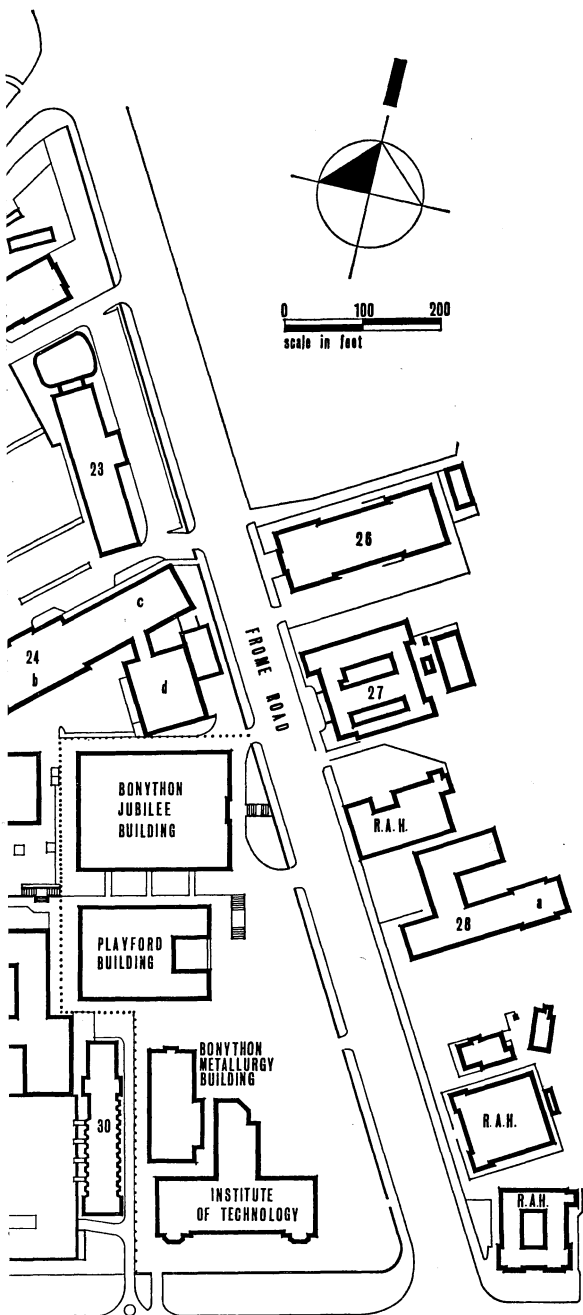 0 100 200
scale in feet
23
26
c
24
b
d
FROME ROAD
27
BONYTHON
JUBILEE
BUILDING
R.A.H.
a
28
PLAYFORD
BUILDING
BONYTHON
METALLURGY
BUILDING
30
R.A.H.
INSTITUTE
OF TECHNOLOGY
R.A.H.